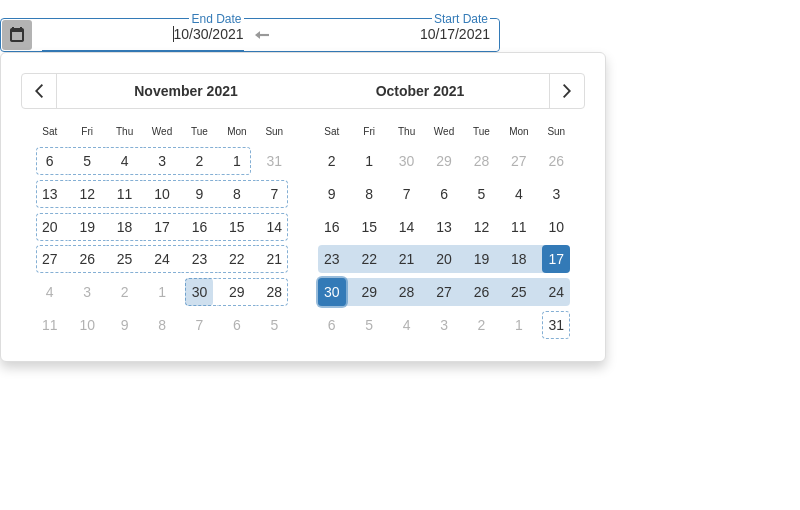 End Date Start Date
10/30/2021 10/17/2021
November 2021 October 2021
Sat Fri Thu Wed Tue Mon Sun Sat Fri Thu Wed Tue Mon Sun
6 5 4 3 2 1 31 2 1 30 29 28 27 26
13 12 11 10 9 8 7 9 8 7 6 5 4 3
20 19 18 17 16 15 14 16 15 14 13 12 11 10
27 26 25 24 23 22 21 23 22 21 20 19 18 17
4 3 2 1 30 29 28 30 29 28 27 26 25 24
11 10 9 8 7 6 5 6 5 4 3 2 1 31